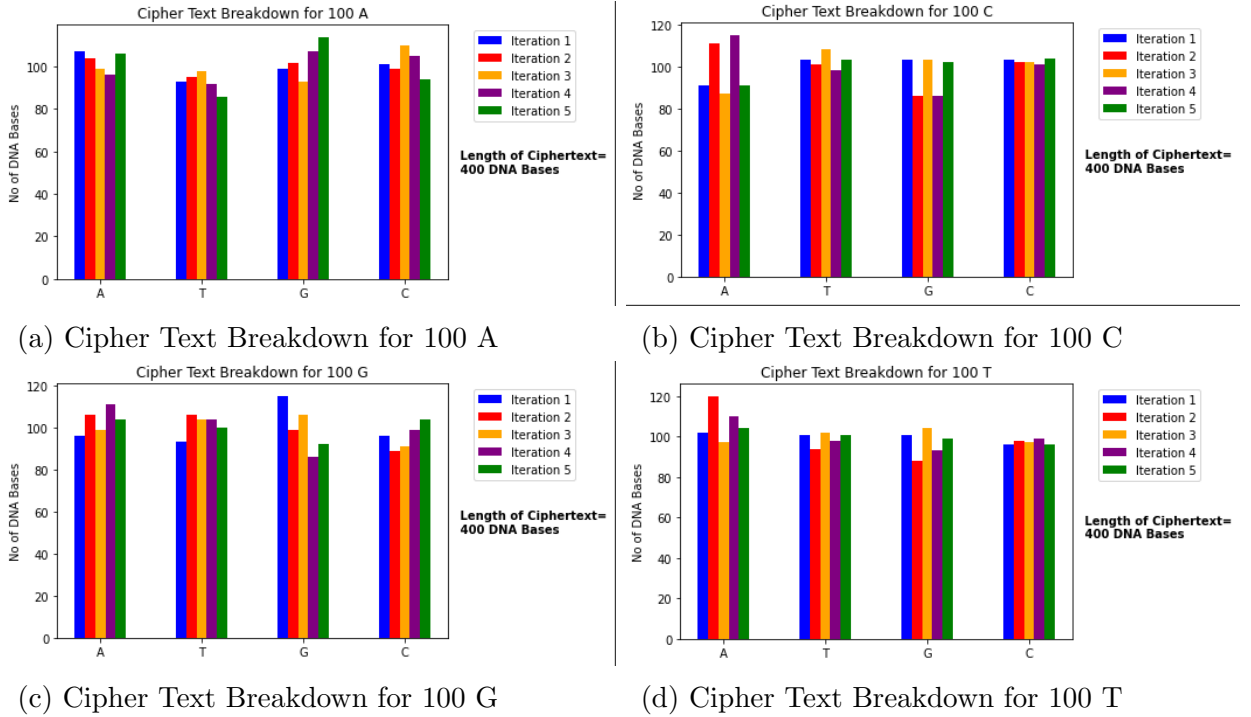 Cipher Text Breakdown for 100 A
No of DNA Bases
100
80
60
40
20
0
A T G C
Iteration 1
Iteration 2
Iteration 3
Iteration 4
Iteration 5
Length of Ciphertext=
400 DNA Bases
(a) Cipher Text Breakdown for 100 A
Cipher Text Breakdown for 100 C
No of DNA Bases
120
100
80
60
40
20
0
A T G C
Iteration 1
Iteration 2
Iteration 3
Iteration 4
Iteration 5
Length of Ciphertext=
400 DNA Bases
(b) Cipher Text Breakdown for 100 C
Cipher Text Breakdown for 100 G
No of DNA Bases
120
100
80
60
40
20
0
A T G C
Iteration 1
Iteration 2
Iteration 3
Iteration 4
Iteration 5
Length of Ciphertext=
400 DNA Bases
(c) Cipher Text Breakdown for 100 G
Cipher Text Breakdown for 100 T
No of DNA Bases
120
100
80
60
40
20
0
A T G C
Iteration 1
Iteration 2
Iteration 3
Iteration 4
Iteration 5
Length of Ciphertext=
400 DNA Bases
(d) Cipher Text Breakdown for 100 T